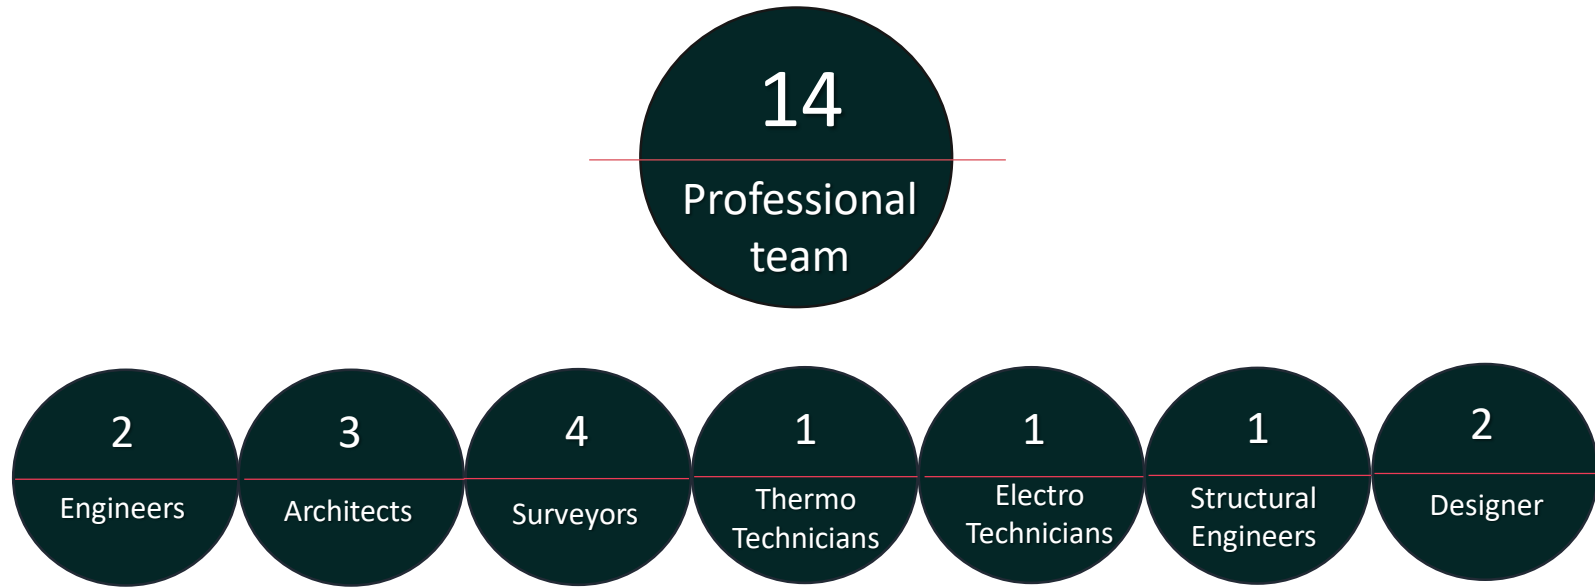 14
Professional
team
2
Engineers
3
Architects
4
Surveyors
1
Thermo
Technicians
1
Electro
Technicians
1
Structural
Engineers
2
Designer